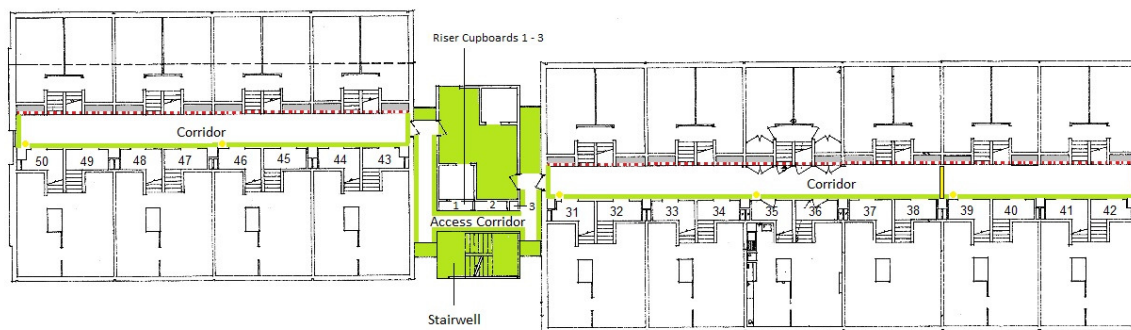 Riser Cupboards 1 - 3
Corridor
50 49 48 47 46 45 44 43
Corridor
1 2 3
31 32 33 34 35 36 37 38 39 40 41 42
Access Corridor
Stairwell